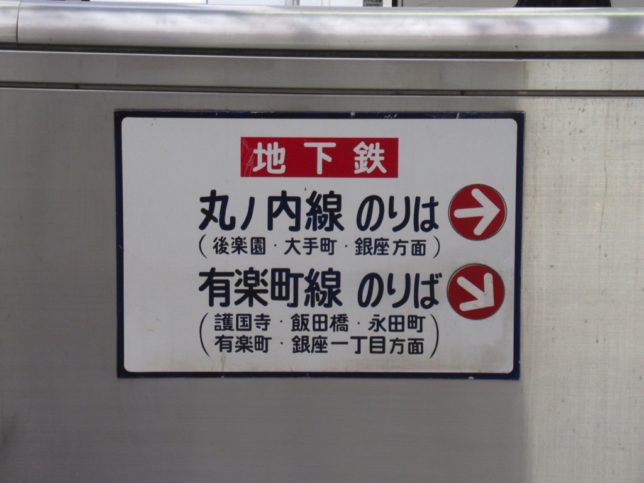 地下鉄
丸ノ内線 のりは
(後楽園・大手町・銀座方面)
有楽町線 のりば
(護国寺・飯田橋・永田町
有楽町・銀座一丁目方面)